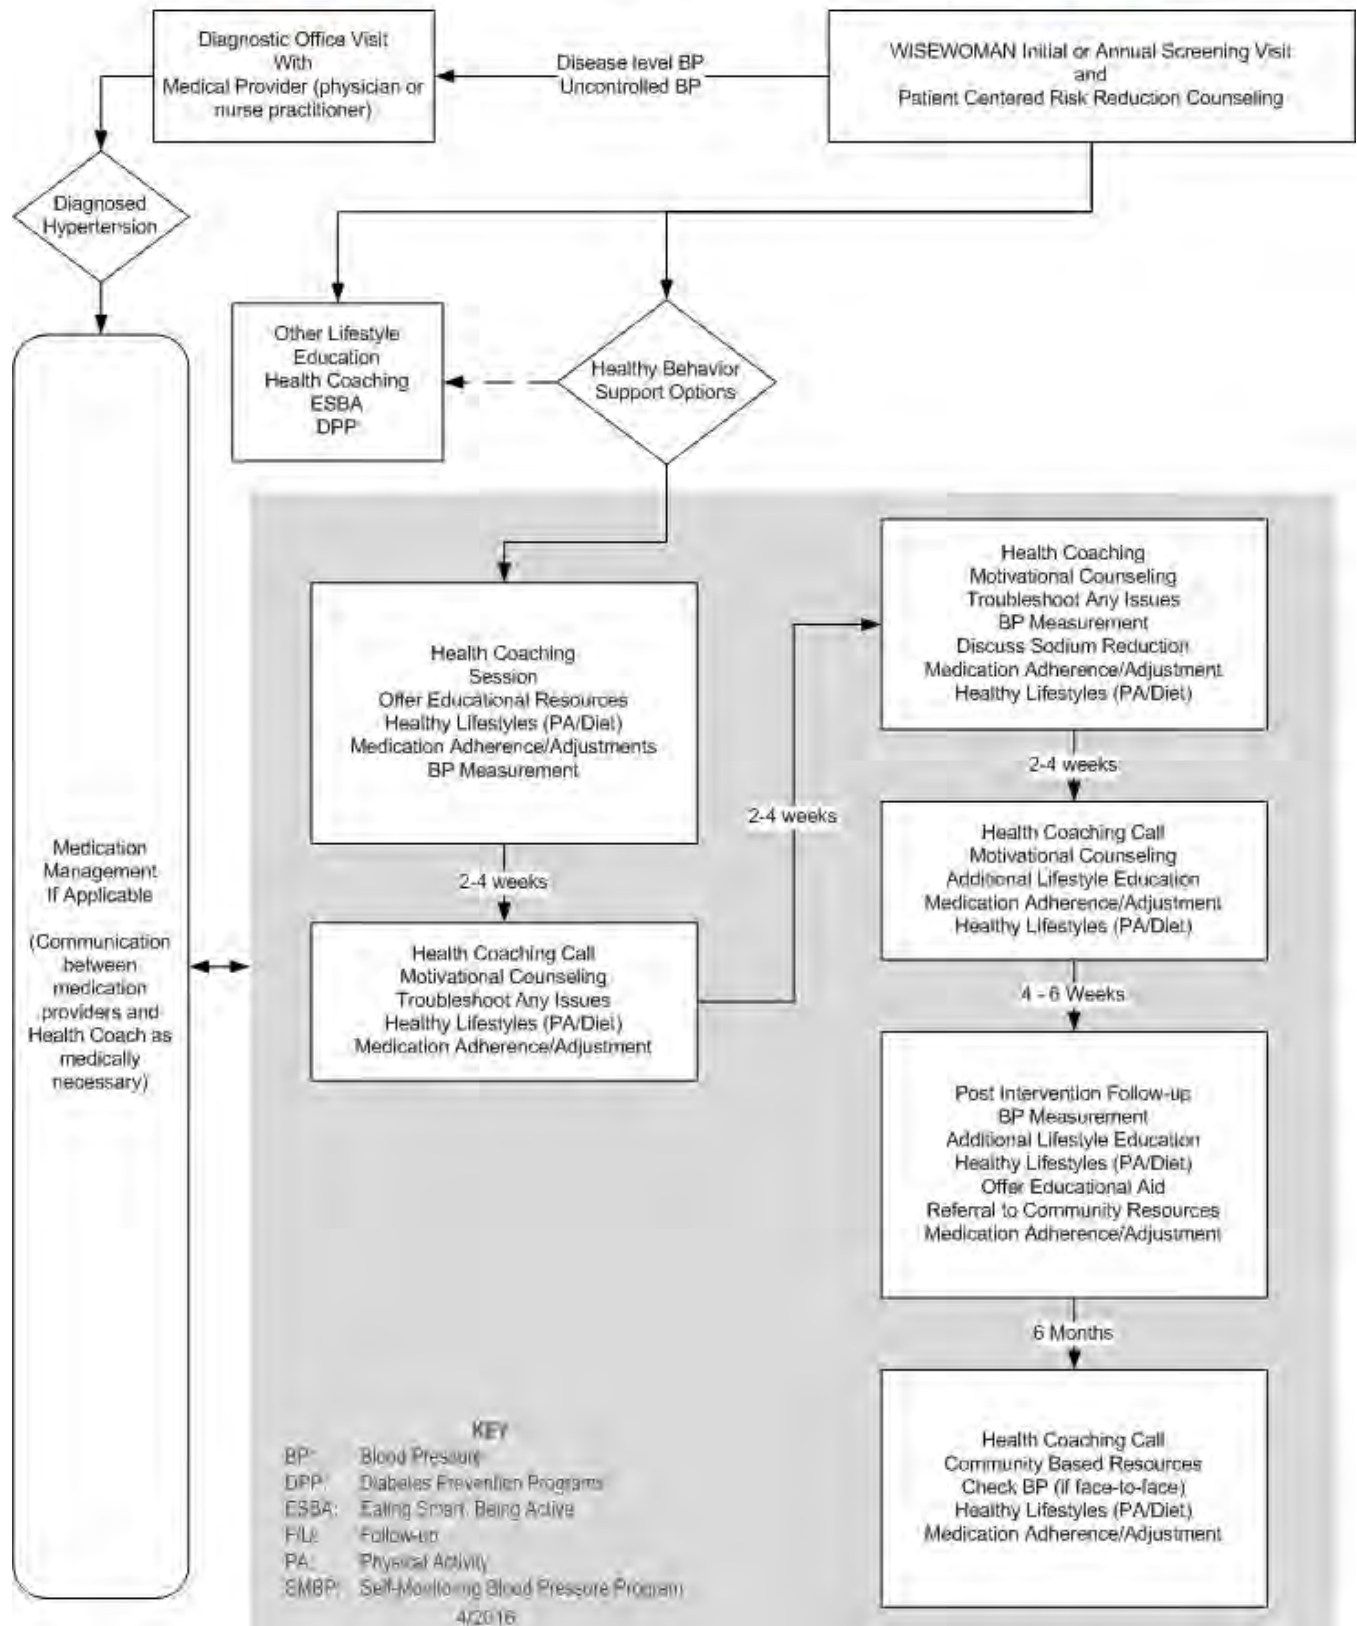 Diagnostic Office Visit
With
Medical Provider (physician or
nurse practitioner)
Disease level BP
Uncontrolled BP
WISEWOMAN Initial or Annual Screening Visit
and
Patient Centered Risk Reduction Counseling
Diagnosed
Hypertension
Other Lifestyle
Education
Health Coaching
ESBA
DPP
Healthy Behavior
Support Options
Medication
Management
If Applicable
(Communication
between
medication
providers and
Health Coach as
medically
necessary)
Health Coaching
Session
Offer Educational Resources
Healthy Lifestyles (PA/Diet)
Medication Adherence/Adjustments
BP Measurement
2-4 weeks
Health Coaching Call
Motivational Counseling
Troubleshoot Any Issues
Healthy Lifestyles (PA/Diet)
Medication Adherence/Adjustment
2-4 weeks
Health Coaching
Motivational Counseling
Troubleshoot Any Issues
BP Measurement
Discuss Sodium Reduction
Medication Adherence/Adjustment
Healthy Lifestyles (PA/Diet)
2-4 weeks
Health Coaching Call
Motivational Counseling
Additional Lifestyle Education
Medication Adherence/Adjustment
Healthy Lifestyles (PA/Diet)
4 - 6 Weeks
Post Intervention Follow-up
BP Measurement
Additional Lifestyle Education
Healthy Lifestyles (PA/Diet)
Offer Educational Aid
Referral to Community Resources
Medication Adherence/Adjustment
6 Months
Health Coaching Call
Community Based Resources
Check BP (if face-to-face)
Healthy Lifestyles (PA/Diet)
Medication Adherence/Adjustment
KEY
BP: Blood Pressure
DPP: Diabetes Prevention Programs
ESBA: Eating Smart, Being Active
F/U: Follow-up
PA: Physical Activity
SMBP: Self-Monitoring Blood Pressure Program
4/2016